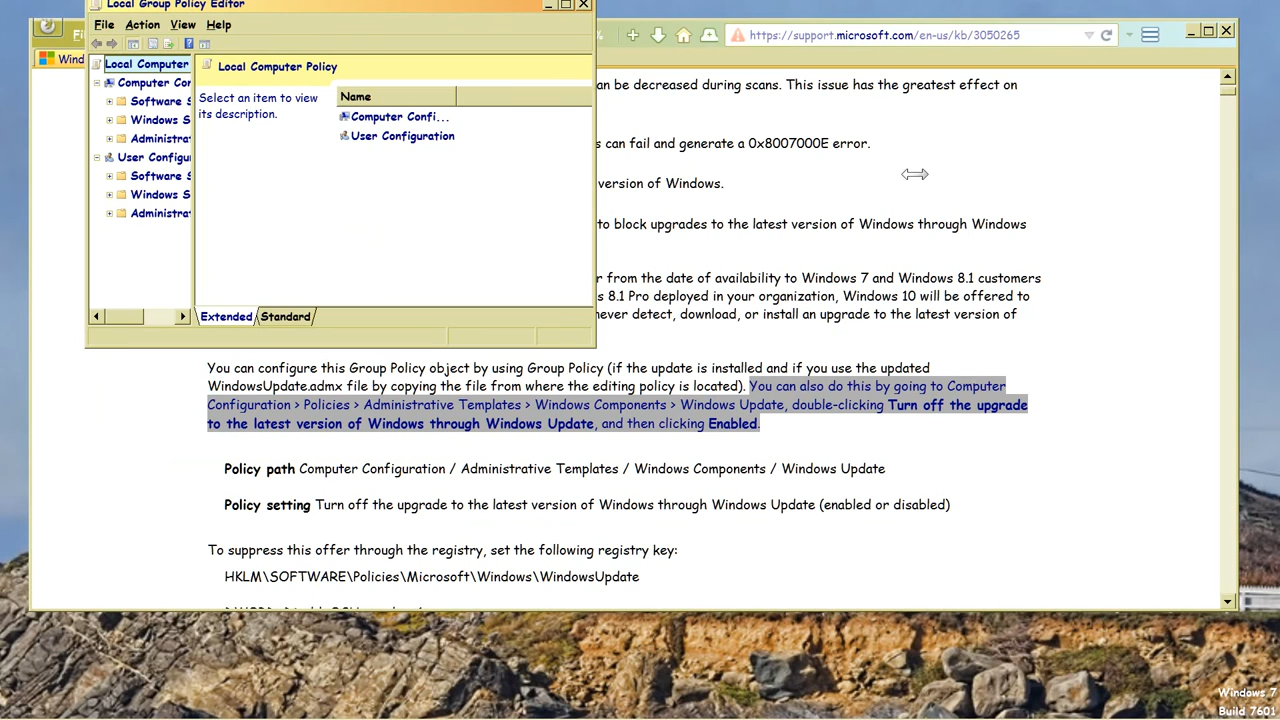 Local Group Policy Editor
File Action View Help
Local Computer
Computer Cor
Software S
Windows S
Administra
User Configu
Software S
Windows S
Administra
Local Computer Policy
Select an item to view
its description.
Name
Computer Confi...
User Configuration
Extended Standard
https://support.microsoft.com/en-us/kb/3050265
Wind
can be decreased during scans. This issue has the greatest effect on
s can fail and generate a 0x8007000E error.
version of Windows.
to block upgrades to the latest version of Windows through Windows
r from the date of availability to Windows 7 and Windows 8.1 customers
s 8.1 Pro deployed in your organization, Windows 10 will be offered to
never detect, download, or install an upgrade to the latest version of
You can configure this Group Policy object by using Group Policy (if the update is installed and if you use the updated
WindowsUpdate.admx file by copying the file from where the editing policy is located). You can also do this by going to Computer
Configuration > Policies > Administrative Templates > Windows Components > Windows Update, double-clicking Turn off the upgrade
to the latest version of Windows through Windows Update, and then clicking Enabled.
Policy path Computer Configuration / Administrative Templates / Windows Components / Windows Update
Policy setting Turn off the upgrade to the latest version of Windows through Windows Update (enabled or disabled)
To suppress this offer through the registry, set the following registry key:
HKLM\SOFTWARE\Policies\Microsoft\Windows\WindowsUpdate
Windows 7
Build 7601